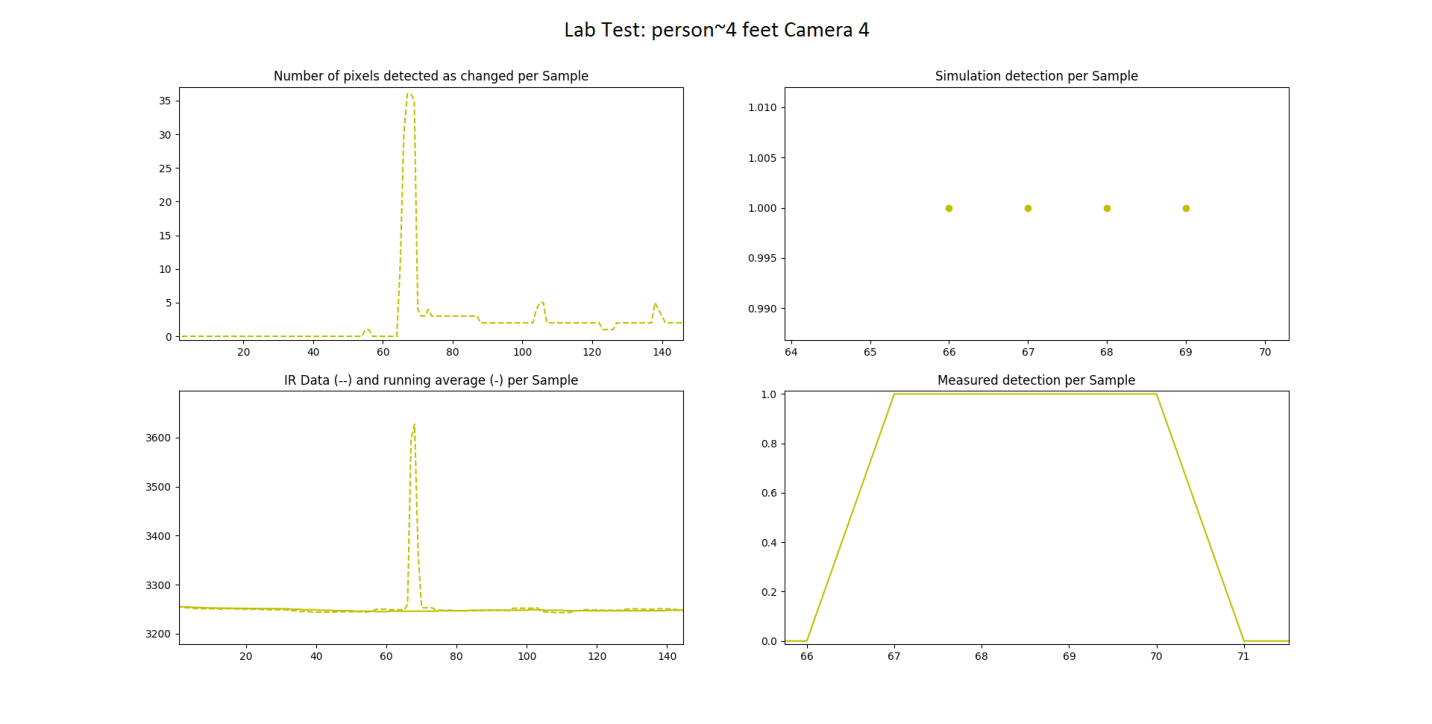 Lab Test: person~4 feet Camera 4
Number of pixels detected as changed per Sample
35
30
25
20
15
10
5
0
20 40 60 80 100 120 140
Simulation detection per Sample
1.010
1.005
1.000
0.995
0.990
64 65 66 67 68 69 70
IR Data (--) and running average (-) per Sample
3600
3500
3400
3300
3200
20 40 60 80 100 120 140
Measured detection per Sample
1.0
0.8
0.6
0.4
0.2
0.0
66 67 68 69 70 71